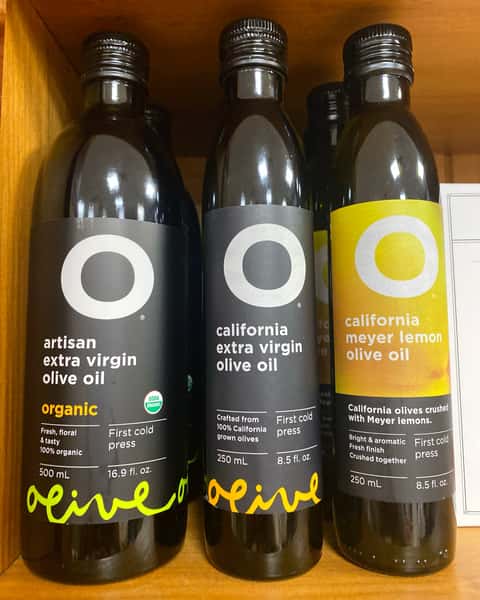 O
artisan
extra virgin
olive oil
organic
USDA
ORGANIC
Fresh, floral
& tasty
100% organic
First cold
press
500 mL
16.9 fl. oz.
olive
O
california
extra virgin
olive oil
Crafted from
100% California
grown olives
First cold
press
250 mL
8.5 fl. oz.
olive
O
california
meyer lemon
olive oil
California olives crushed
with Meyer lemons.
Bright & aromatic
Fresh finish
Crushed together
First cold
press
250 mL
8.5 fl. oz.